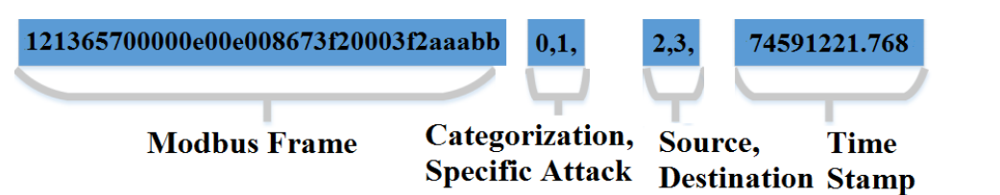 121365700000e00e008673f20003f2aaabb 0,1, 2,3, 74591221.768
Modbus Frame
Categorization,
Specific Attack
Source,
Destination
Time
Stamp